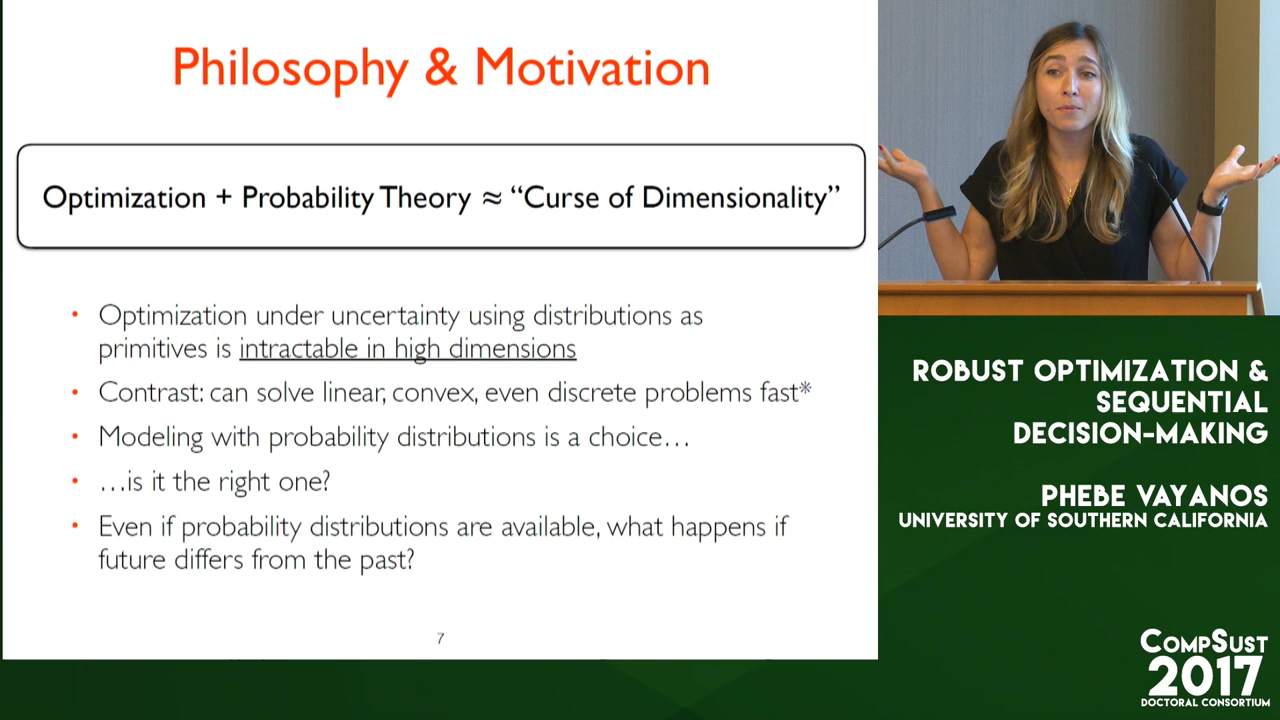 Philosophy & Motivation
Optimization + Probability Theory ≈ “Curse of Dimensionality”
• Optimization under uncertainty using distributions as
primitives is intractable in high dimensions
• Contrast: can solve linear, convex, even discrete problems fast*
• Modeling with probability distributions is a choice…
• …is it the right one?
• Even if probability distributions are available, what happens if
future differs from the past?
7
ROBUST OPTIMIZATION &
SEQUENTIAL
DECISION-MAKING
PHEBE VAYANOS
UNIVERSITY OF SOUTHERN CALIFORNIA
COMPSUST
2017
DOCTORAL CONSORTIUM